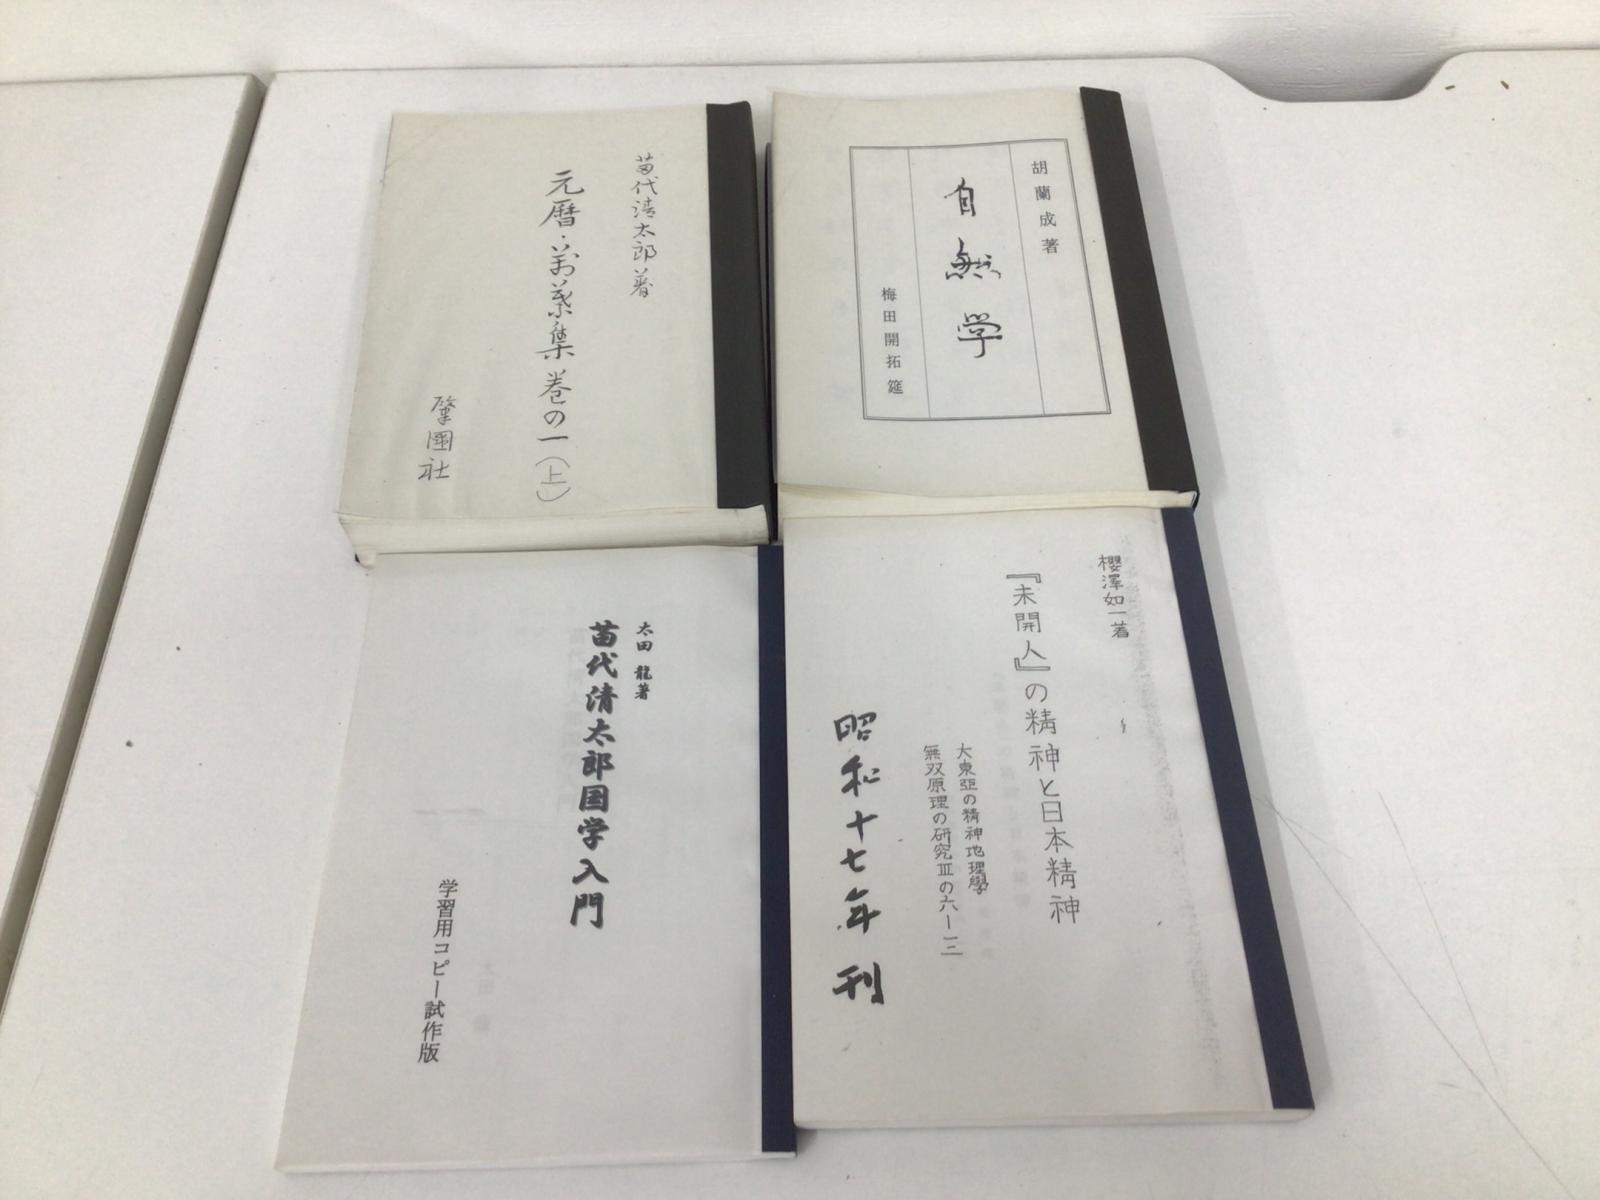 苗代清太郎著
元暦・万葉集 巻の一（上）
肇國社
胡蘭成著
自然学
梅田開拓筵
太田 龍著
苗代清太郎国学入門
学習用コピー試作版
櫻澤如一著
『未開人』の精神と日本精神
大東亞の精神地理學
無双原理の研究Ⅲの六ー三
昭和十七年 刊